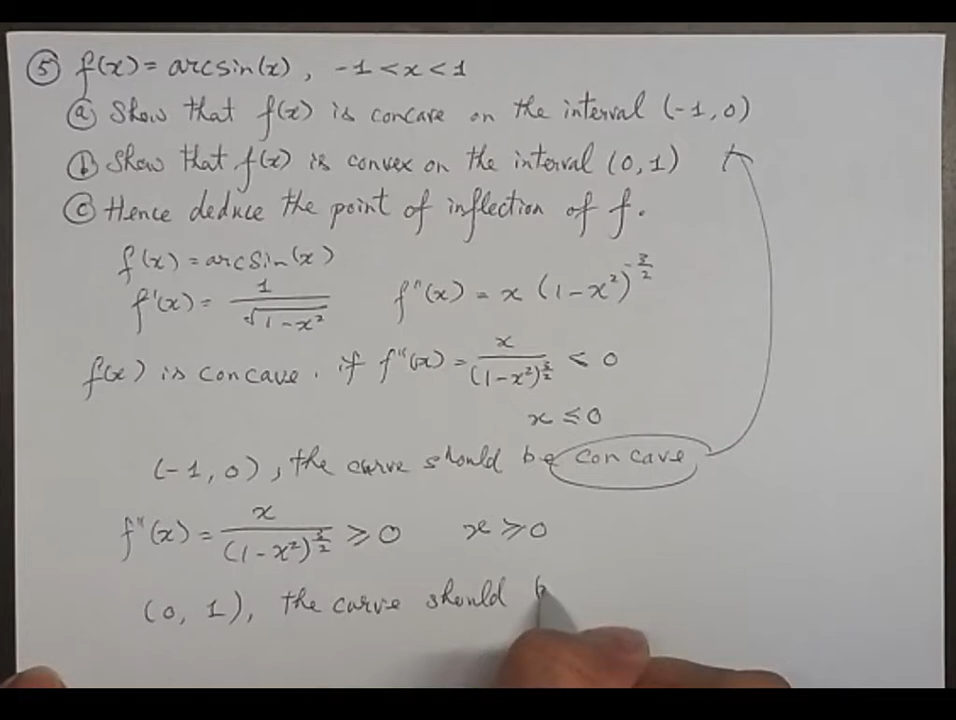 ⑤ f(x) = arcsin(x), -1 < x < 1
ⓐ Show that f(x) is concave on the interval (-1, 0)
ⓑ Show that f(x) is convex on the interval (0, 1)
ⓒ Hence deduce the point of inflection of f.
f(x) = arcsin(x)
f'(x) = 1/√(1-x²) f''(x) = x (1-x²)^(-3/2)
f(x) is concave. if f''(x) = x/(1-x²)^(3/2) ≤ 0
x ≤ 0
(-1, 0), the curve should be concave
f''(x) = x/(1-x²)^(3/2) ≥ 0 x ≥ 0
(0, 1), the curve should b